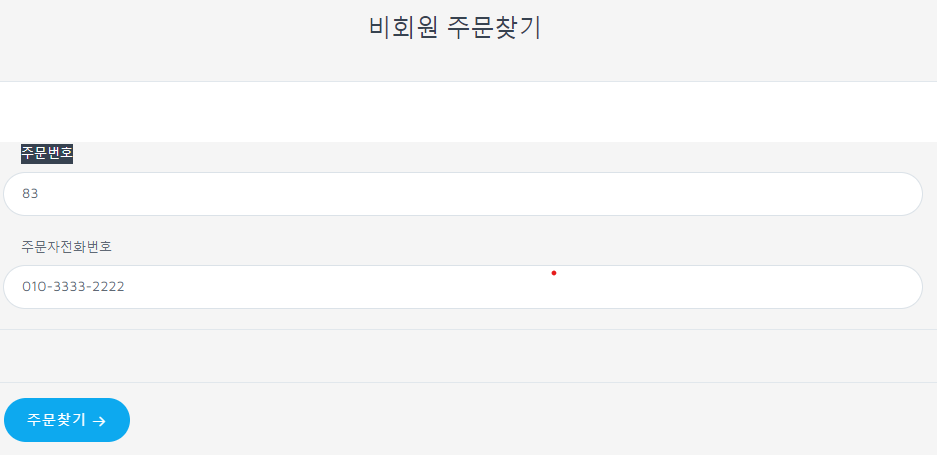 비회원 주문찾기
주문번호
83
주문자전화번호
010-3333-2222
주문찾기 →